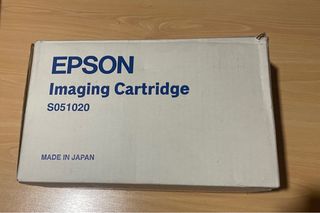 EPSON
Imaging Cartridge
S051020
MADE IN JAPAN